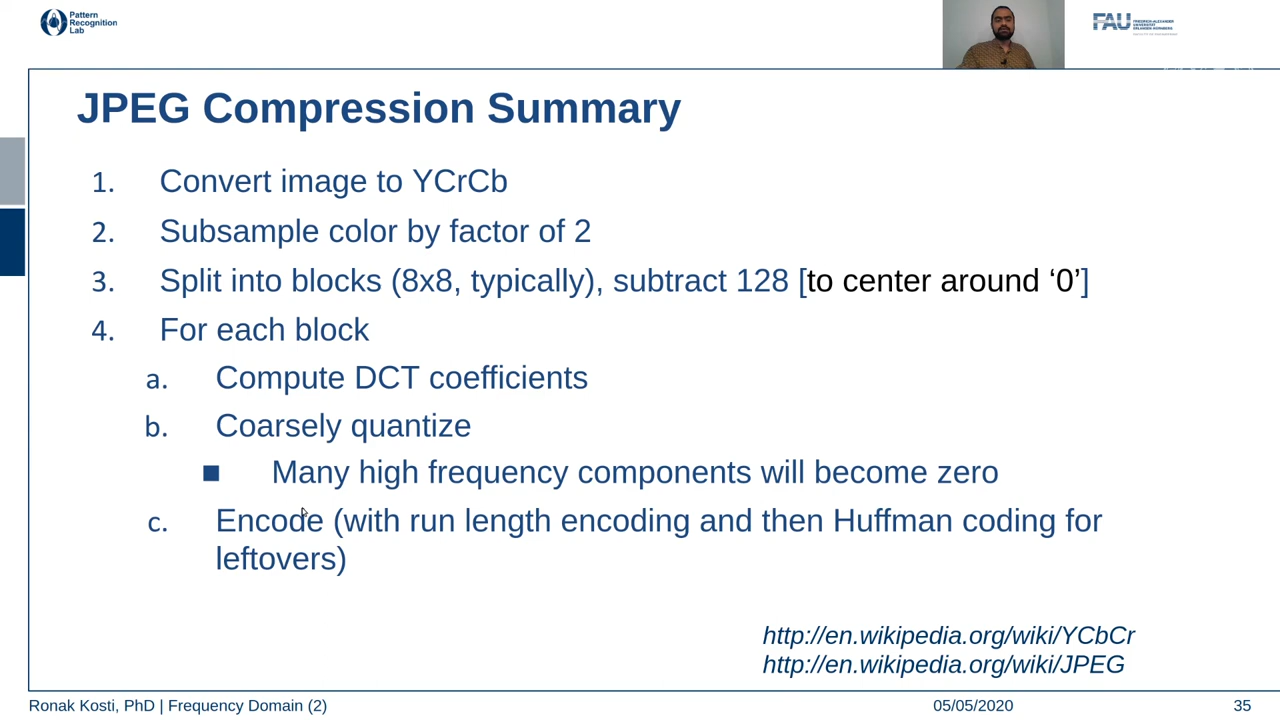 Pattern
Recognition
Lab
FAU
JPEG Compression Summary
1. Convert image to YCrCb
2. Subsample color by factor of 2
3. Split into blocks (8x8, typically), subtract 128 [to center around ‘0’]
4. For each block
a. Compute DCT coefficients
b. Coarsely quantize
■ Many high frequency components will become zero
c. Encode (with run length encoding and then Huffman coding for
leftovers)
http://en.wikipedia.org/wiki/YCbCr
http://en.wikipedia.org/wiki/JPEG
Ronak Kosti, PhD | Frequency Domain (2) 05/05/2020 35